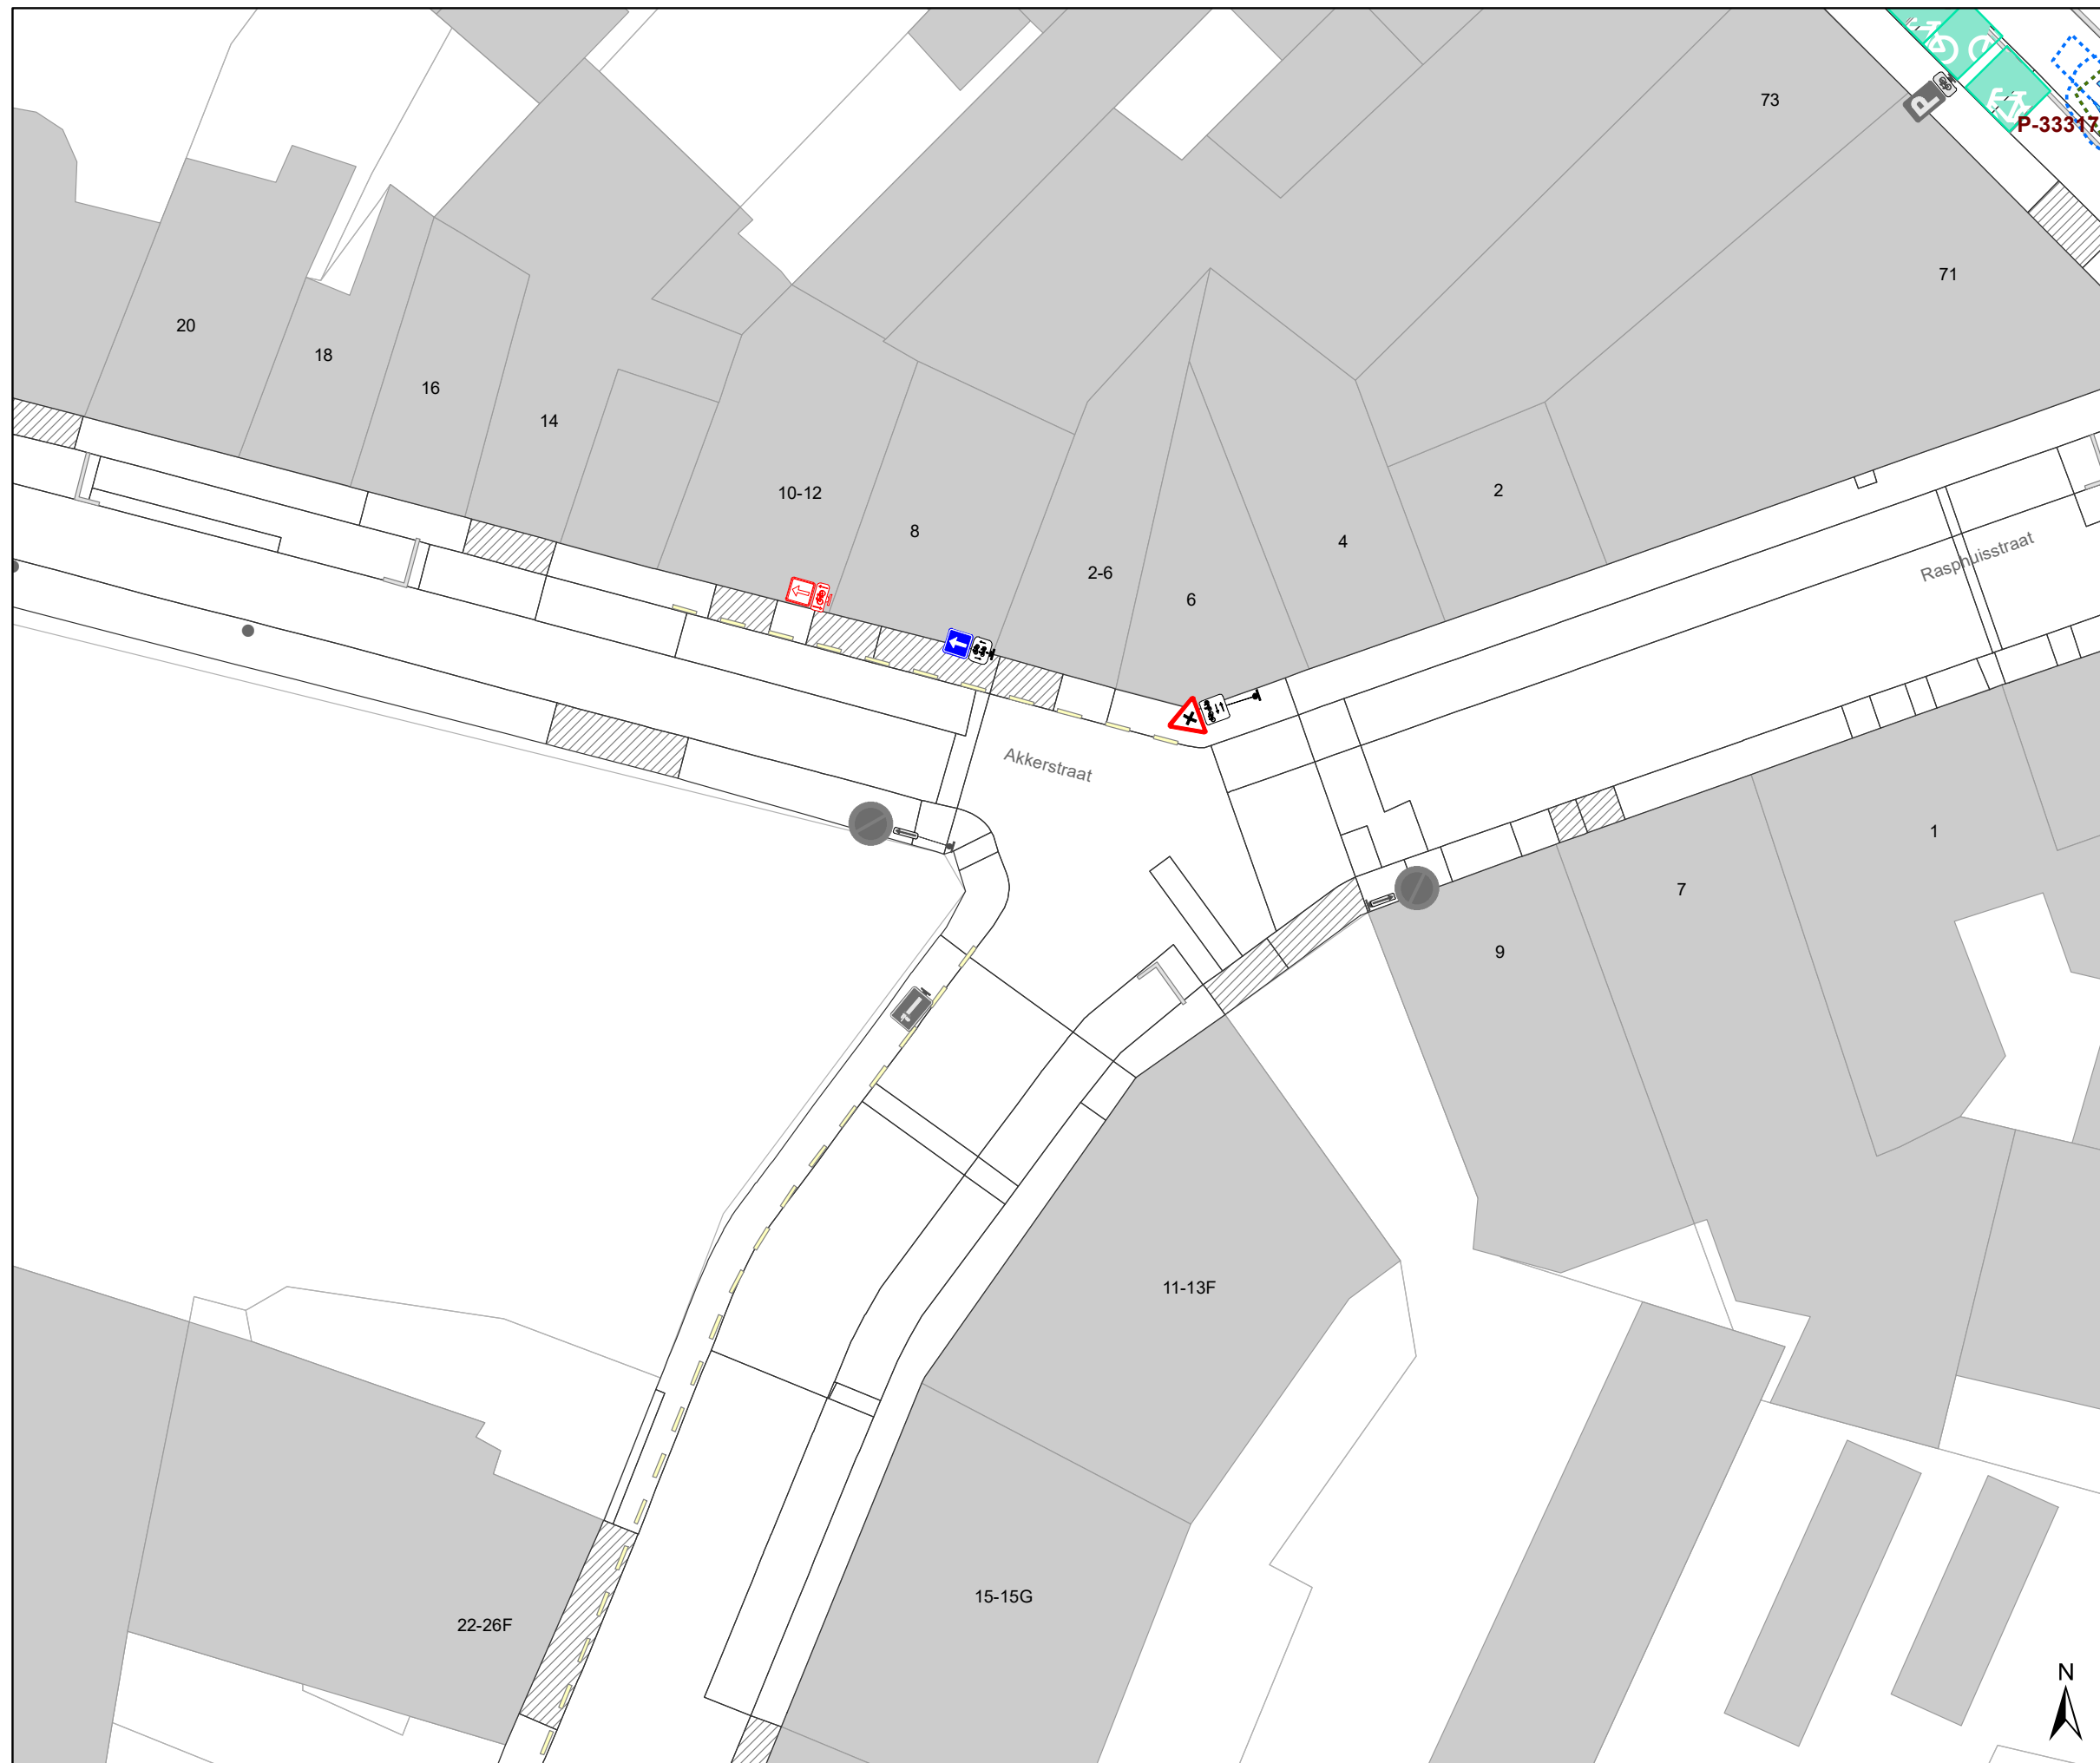 73
P-33317
71
20
18
16
14
10-12
8
2
4
2-6
6
Rasphuisstraat
Akkerstraat
1
7
9
11-13F
15-15G
22-26F
N
P